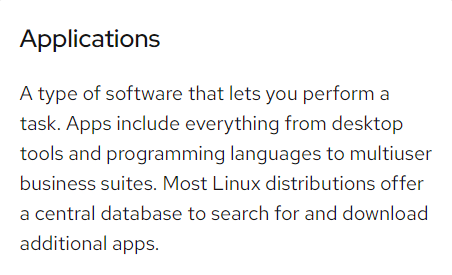 Applications
A type of software that lets you perform a
task. Apps include everything from desktop
tools and programming languages to multiuser
business suites. Most Linux distributions offer
a central database to search for and download
additional apps.